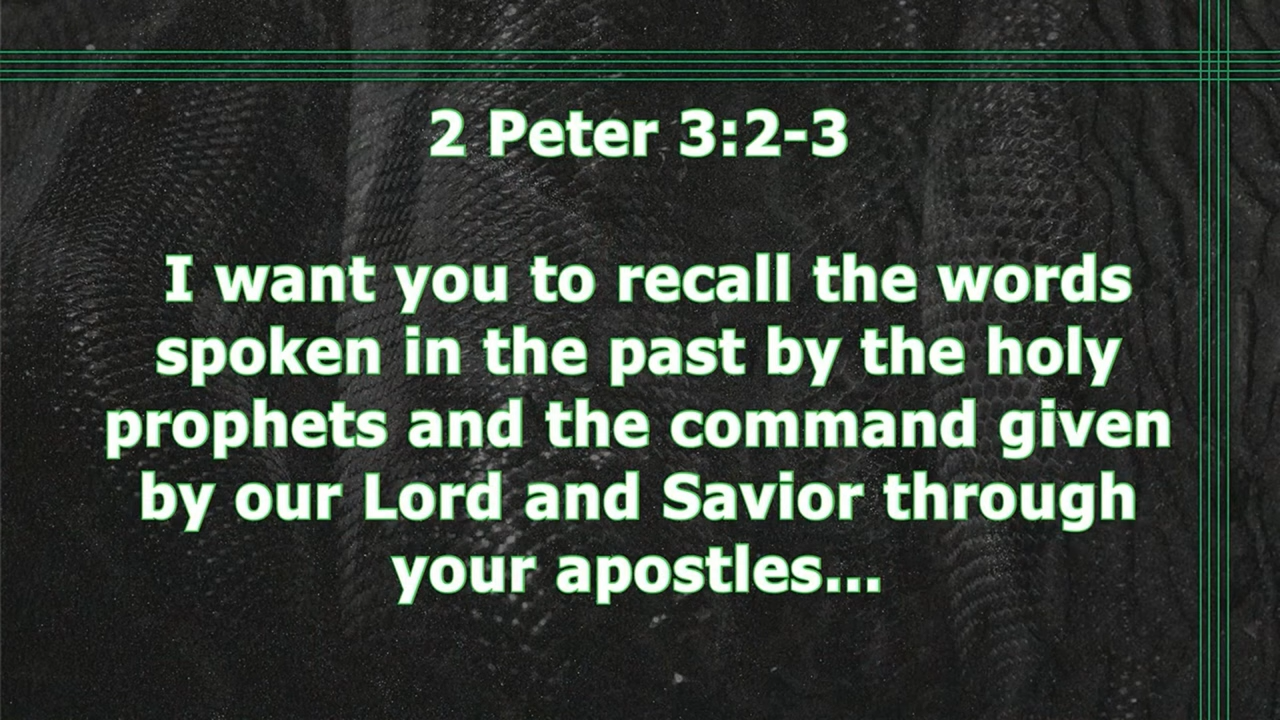 2 Peter 3:2-3
I want you to recall the words
spoken in the past by the holy
prophets and the command given
by our Lord and Savior through
your apostles...